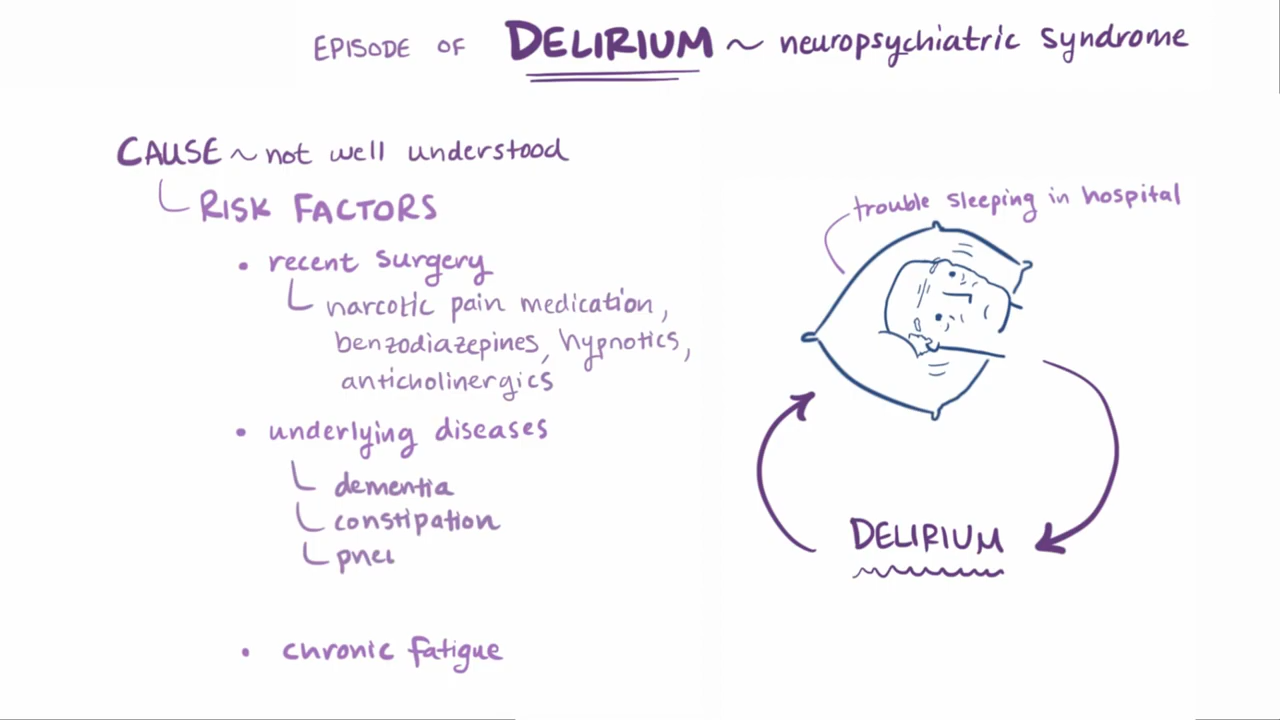 EPISODE OF DELIRIUM ~ neuropsychiatric syndrome
CAUSE ~ not well understood
RISK FACTORS
• recent surgery
narcotic pain medication,
benzodiazepines, hypnotics,
anticholinergics
• underlying diseases
dementia
constipation
pneu
• chronic fatigue
trouble sleeping in hospital
DELIRIUM